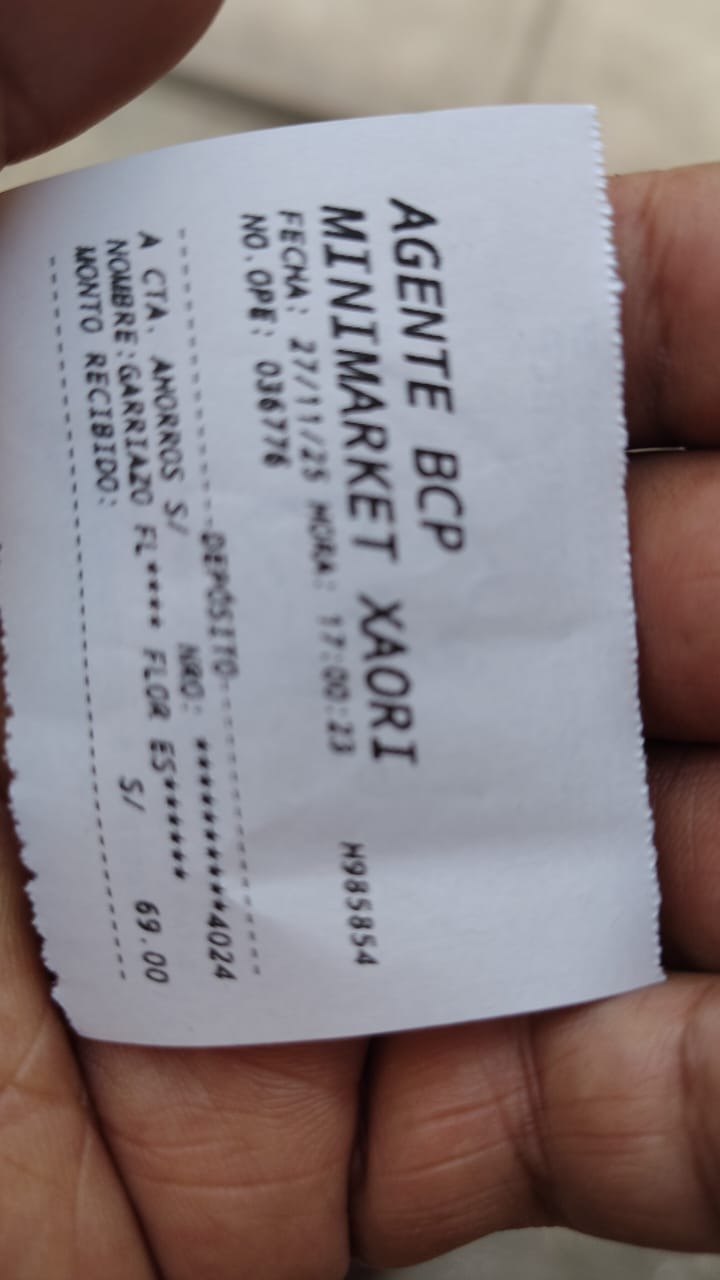 AGENTE BCP
MINIMARKET XAORI
FECHA: 27/11/25 HORA: 17:00:23 H985854
NO.OPE: 036776
-----------------DEPOSITO-----------------
A CTA. AHORROS S/ NRO: **********4024
NOMBRE:GARRIAZO FL**** FLOR ES******
MONTO RECIBIDO: S/ 69.00